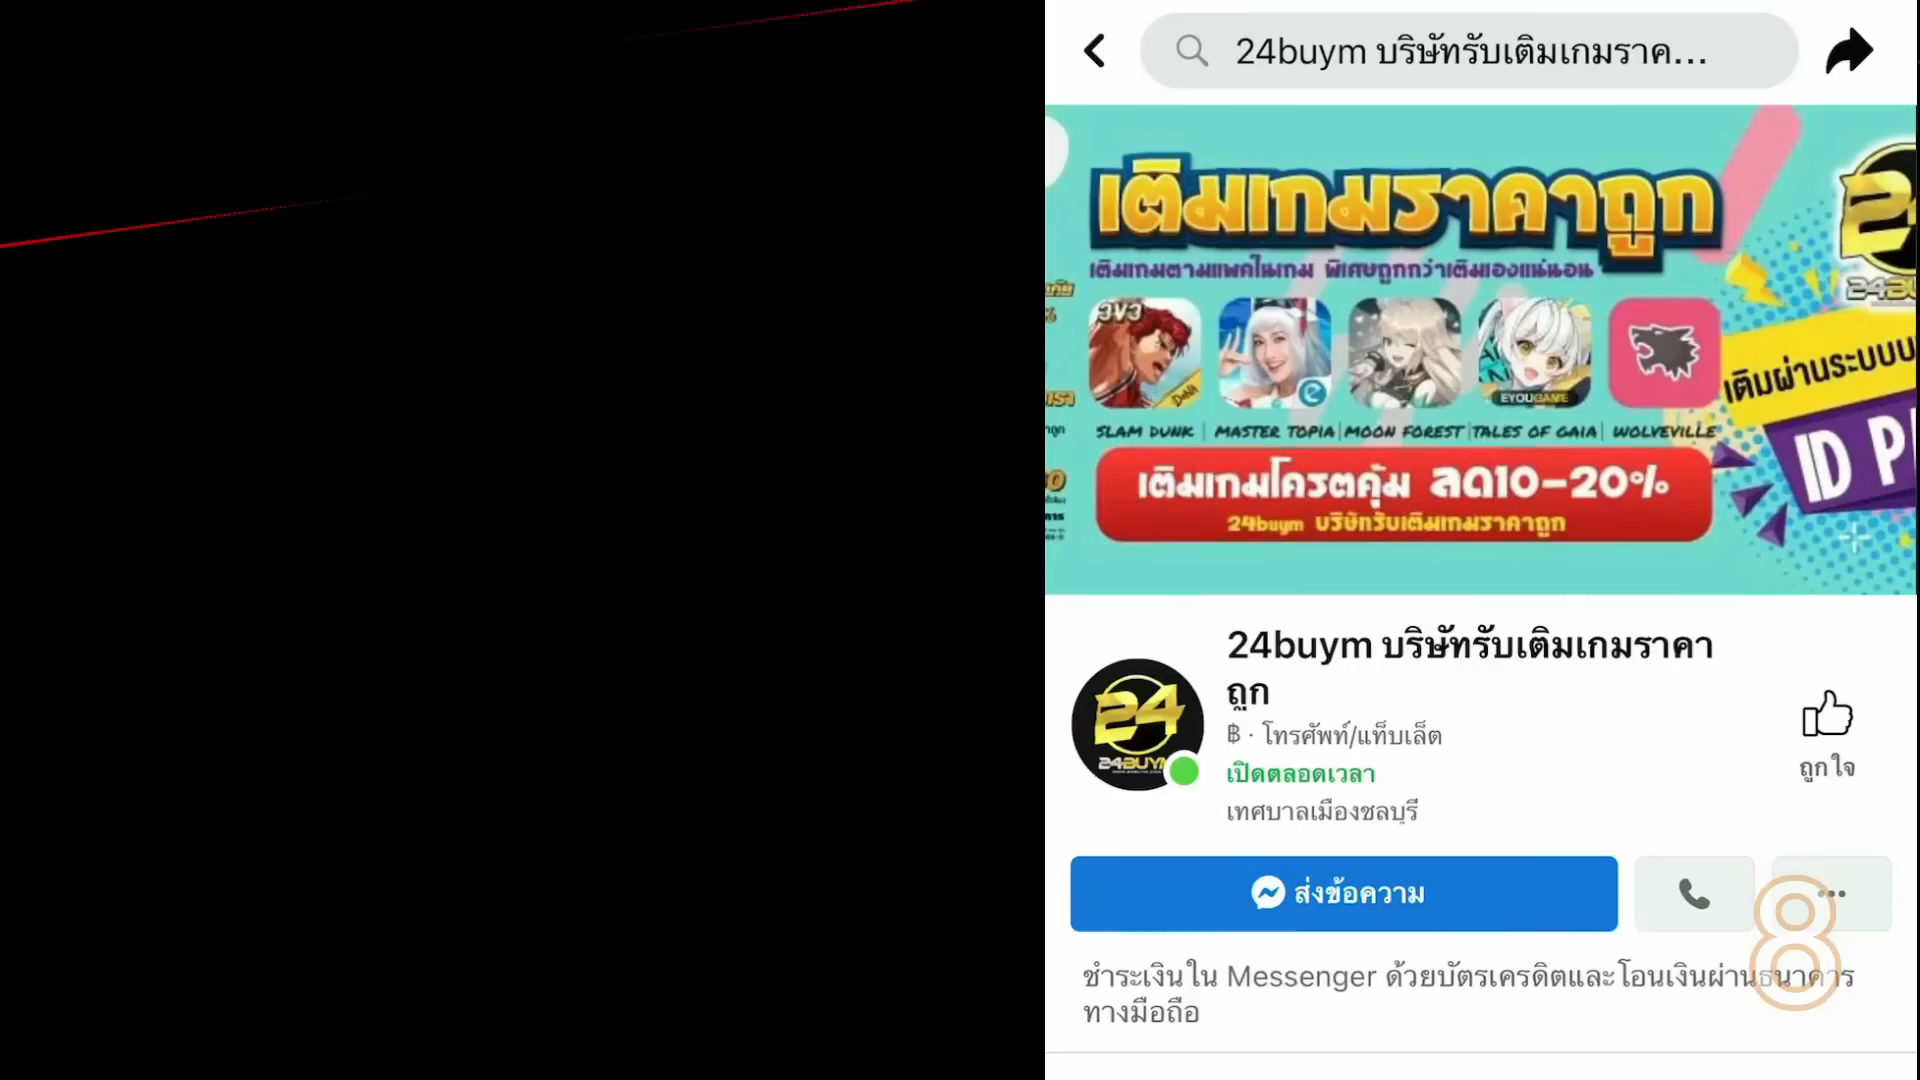 24buym บริษัทรับเติมเกมราค...
เติมเกมราคาถูก
เติมเกมตามแพคในเกม พิเศษถูกกว่าเติมเองแน่นอน
3V3
DeNA
EYOUGAME
SLAM DUNK | MASTER TOPIA | MOON FOREST | TALES OF GAIA | WOLVEVILLE
เติมผ่านระบบ
ID P
เติมเกมโครตคุ้ม ลด10-20%
24buym บริษัทรับเติมเกมราคาถูก
24buym บริษัทรับเติมเกมราคา
ถูก
฿ · โทรศัพท์/แท็บเล็ต
เปิดตลอดเวลา
เทศบาลเมืองชลบุรี
24
24BUYM
ถูกใจ
ส่งข้อความ
8
ชำระเงินใน Messenger ด้วยบัตรเครดิตและโอนเงินผ่านธนาคาร
ทางมือถือ